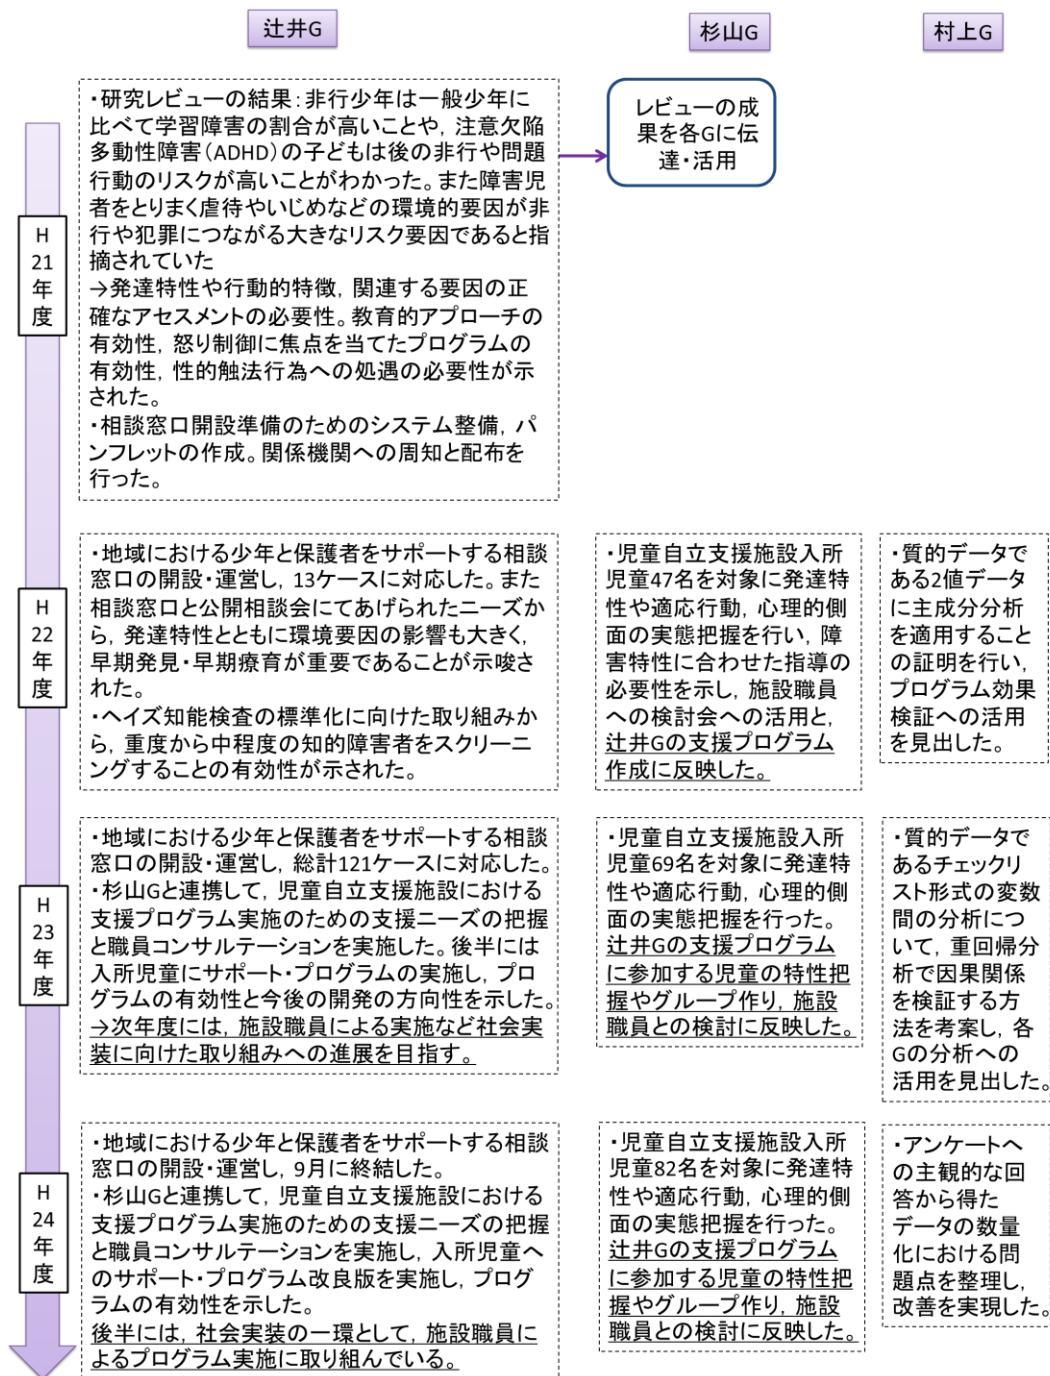 辻井G
杉山G
村上G
H
21
年
度
・研究レビューの結果：非行少年は一般少年に
比べて学習障害の割合が高いことや，注意欠陥
多動性障害（ADHD）の子どもは後の非行や問題
行動のリスクが高いことがわかった。また障害児
者をとりまく虐待やいじめなどの環境的要因が非
行や犯罪につながる大きなリスク要因であると指
摘されていた
→発達特性や行動的特徴，関連する要因の正
確なアセスメントの必要性。教育的アプローチの
有効性，怒り制御に焦点を当てたプログラムの
有効性，性的触法行為への処遇の必要性が示
された。
・相談窓口開設準備のためのシステム整備，パ
ンフレットの作成。関係機関への周知と配布を
行った。
レビューの成
果を各Gに伝
達・活用
H
22
年
度
・地域における少年と保護者をサポートする相談
窓口の開設・運営し，13ケースに対応した。また
相談窓口と公開相談会にてあげられたニーズか
ら，発達特性とともに環境要因の影響も大きく，
早期発見・早期療育が重要であることが示唆さ
れた。
・ヘイズ知能検査の標準化に向けた取り組みか
ら，重度から中程度の知的障害者をスクリーニ
ングすることの有効性が示された。
・児童自立支援施設入所
児童47名を対象に発達特
性や適応行動，心理的側
面の実態把握を行い，障
害特性に合わせた指導の
必要性を示し，施設職員
への検討会への活用と，
辻井Gの支援プログラム
作成に反映した。
・質的データで
ある2値データ
に主成分分析
を適用すること
の証明を行い，
プログラム効果
検証への活用
を見出した。
H
23
年
度
・地域における少年と保護者をサポートする相談
窓口の開設・運営し，総計121ケースに対応した。
・杉山Gと連携して，児童自立支援施設における
支援プログラム実施のための支援ニーズの把握
と職員コンサルテーションを実施した。後半には
入所児童にサポート・プログラムの実施し，プロ
グラムの有効性と今後の開発の方向性を示した。
→次年度には，施設職員による実施など社会実
装に向けた取り組みへの進展を目指す。
・児童自立支援施設入所
児童69名を対象に発達特
性や適応行動，心理的側
面の実態把握を行った。
辻井Gの支援プログラム
に参加する児童の特性把
握やグループ作り，施設
職員との検討に反映した。
・質的データで
あるチェックリ
スト形式の変数
間の分析につ
いて，重回帰分
析で因果関係
を検証する方
法を考案し，各
Gの分析への
活用を見出した。
H
24
年
度
・地域における少年と保護者をサポートする相談
窓口の開設・運営し，9月に終結した。
・杉山Gと連携して，児童自立支援施設における
支援プログラム実施のための支援ニーズの把握
と職員コンサルテーションを実施し，入所児童へ
のサポート・プログラム改良版を実施し，プログ
ラムの有効性を示した。
後半には，社会実装の一環として，施設職員に
よるプログラム実施に取り組んでいる。
・児童自立支援施設入所
児童82名を対象に発達特
性や適応行動，心理的側
面の実態把握を行った。
辻井Gの支援プログラム
に参加する児童の特性把
握やグループ作り，施設
職員との検討に反映した。
・アンケートへ
の主観的な回
答から得た
データの数量
化における問
題点を整理し，
改善を実現した。